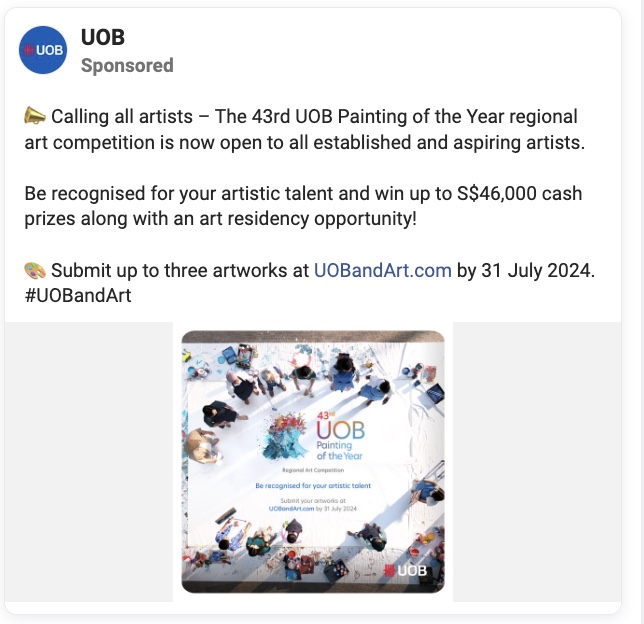 UOB
UOB
Sponsored
📣 Calling all artists – The 43rd UOB Painting of the Year regional
art competition is now open to all established and aspiring artists.
Be recognised for your artistic talent and win up to S$46,000 cash
prizes along with an art residency opportunity!
🎨 Submit up to three artworks at UOBandArt.com by 31 July 2024.
#UOBandArt
43RD
UOB
Painting
of the Year
Regional Art Competition
Be recognised for your artistic talent
Submit your artworks at
UOBandArt.com by 31 July 2024
UOB